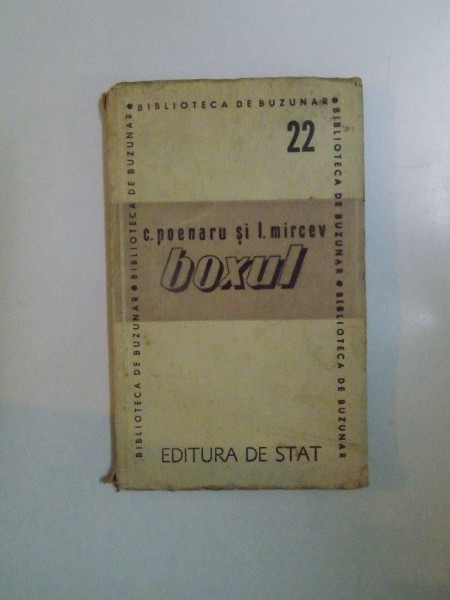 BIBLIOTECA DE BUZUNAR
22
c. poenaru și l. mircev
boxul
EDITURA DE STAT
BIBLIOTECA DE BUZUNAR • BIBLIOTECA DE BUZUNAR •
• BIBLIOTECA DE BUZUNAR • BIBLIOTECA DE BUZUNAR